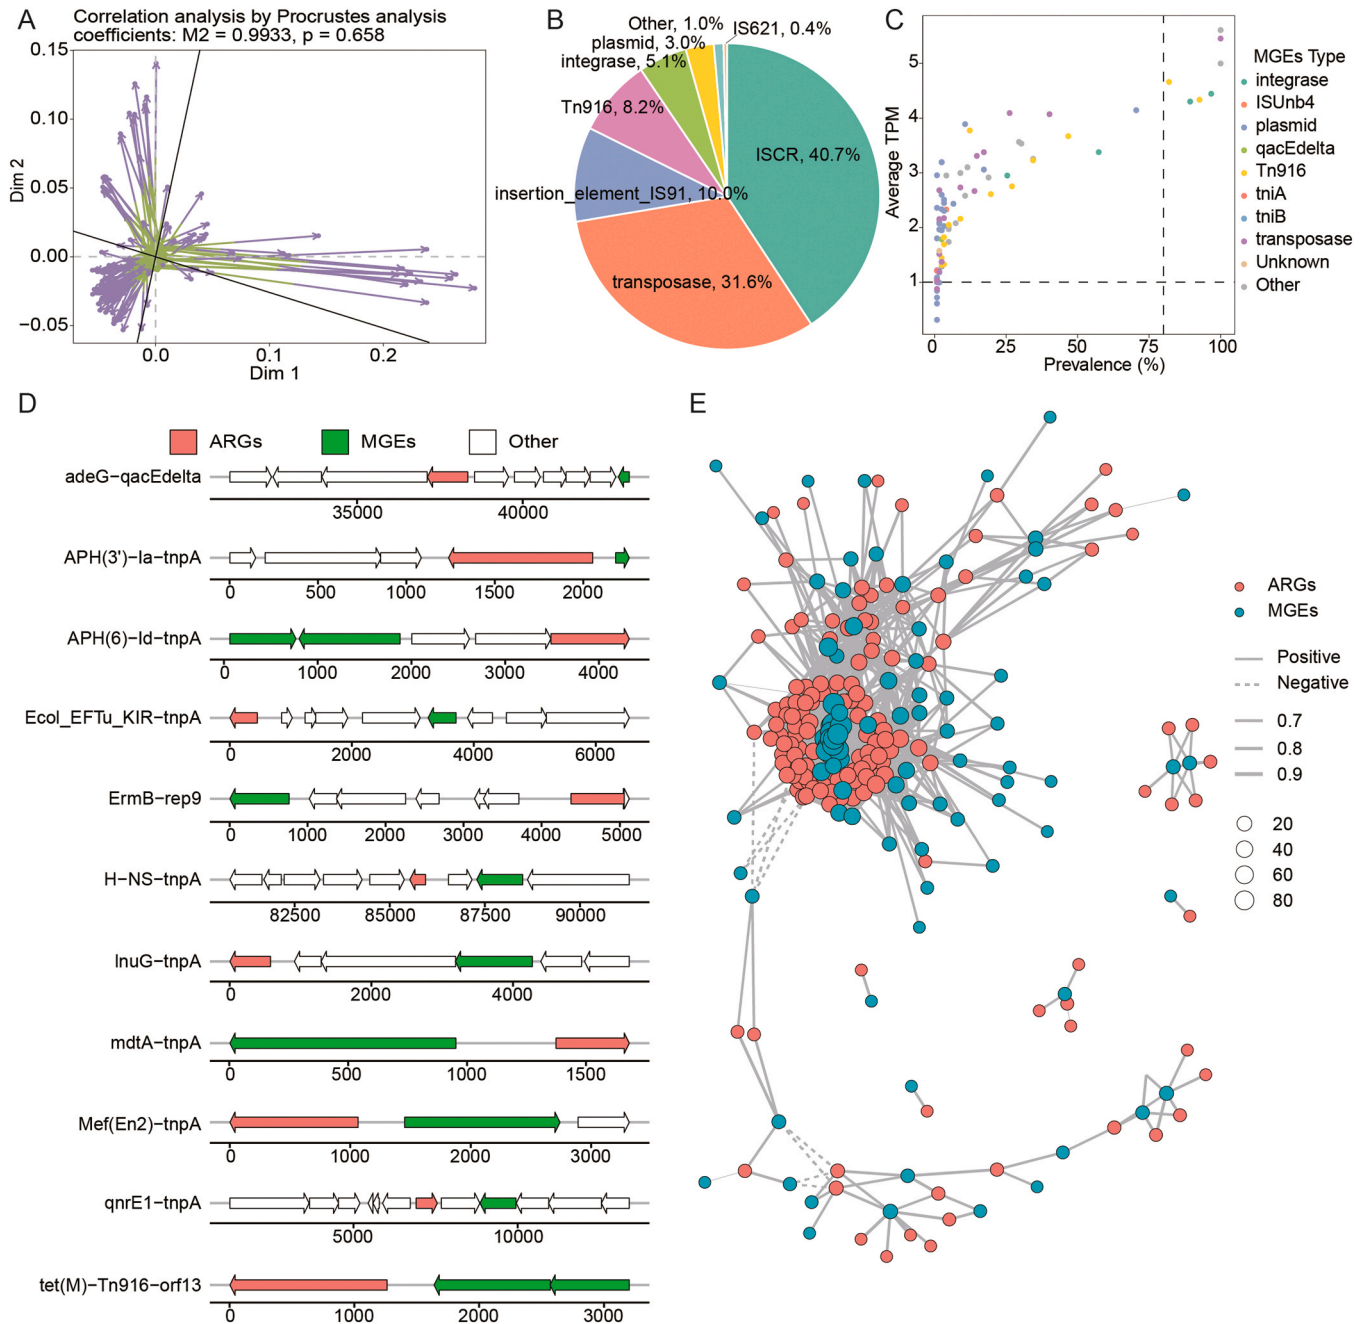 A
Correlation analysis by Procrustes analysis
coefficients: M2 = 0.9933, p = 0.658
0.15
0.10
0.05
0.00
−0.05
Dim 2
0.0
0.1
0.2
Dim 1
B
Other, 1.0%
IS621, 0.4%
plasmid, 3.0%
integrase, 5.1%
Tn916, 8.2%
ISCR, 40.7%
insertion_element_IS91, 10.0%
transposase, 31.6%
C
5
4
3
2
1
Average TPM
0
25
50
75
100
Prevalence (%)
MGEs Type
integrase
ISUnb4
plasmid
qacEdelta
Tn916
tniA
tniB
transposase
Unknown
Other
D
ARGs
MGEs
Other
adeG−qacEdelta
35000
40000
APH(3')−Ia−tnpA
0
500
1000
1500
2000
APH(6)−Id−tnpA
0
1000
2000
3000
4000
Ecol_EFTu_KIR−tnpA
0
2000
4000
6000
ErmB−rep9
0
1000
2000
3000
4000
5000
H−NS−tnpA
82500
85000
87500
90000
lnuG−tnpA
0
2000
4000
mdtA−tnpA
0
500
1000
1500
Mef(En2)−tnpA
0
1000
2000
3000
qnrE1−tnpA
5000
10000
tet(M)−Tn916−orf13
0
1000
2000
3000
E
ARGs
MGEs
Positive
Negative
0.7
0.8
0.9
20
40
60
80